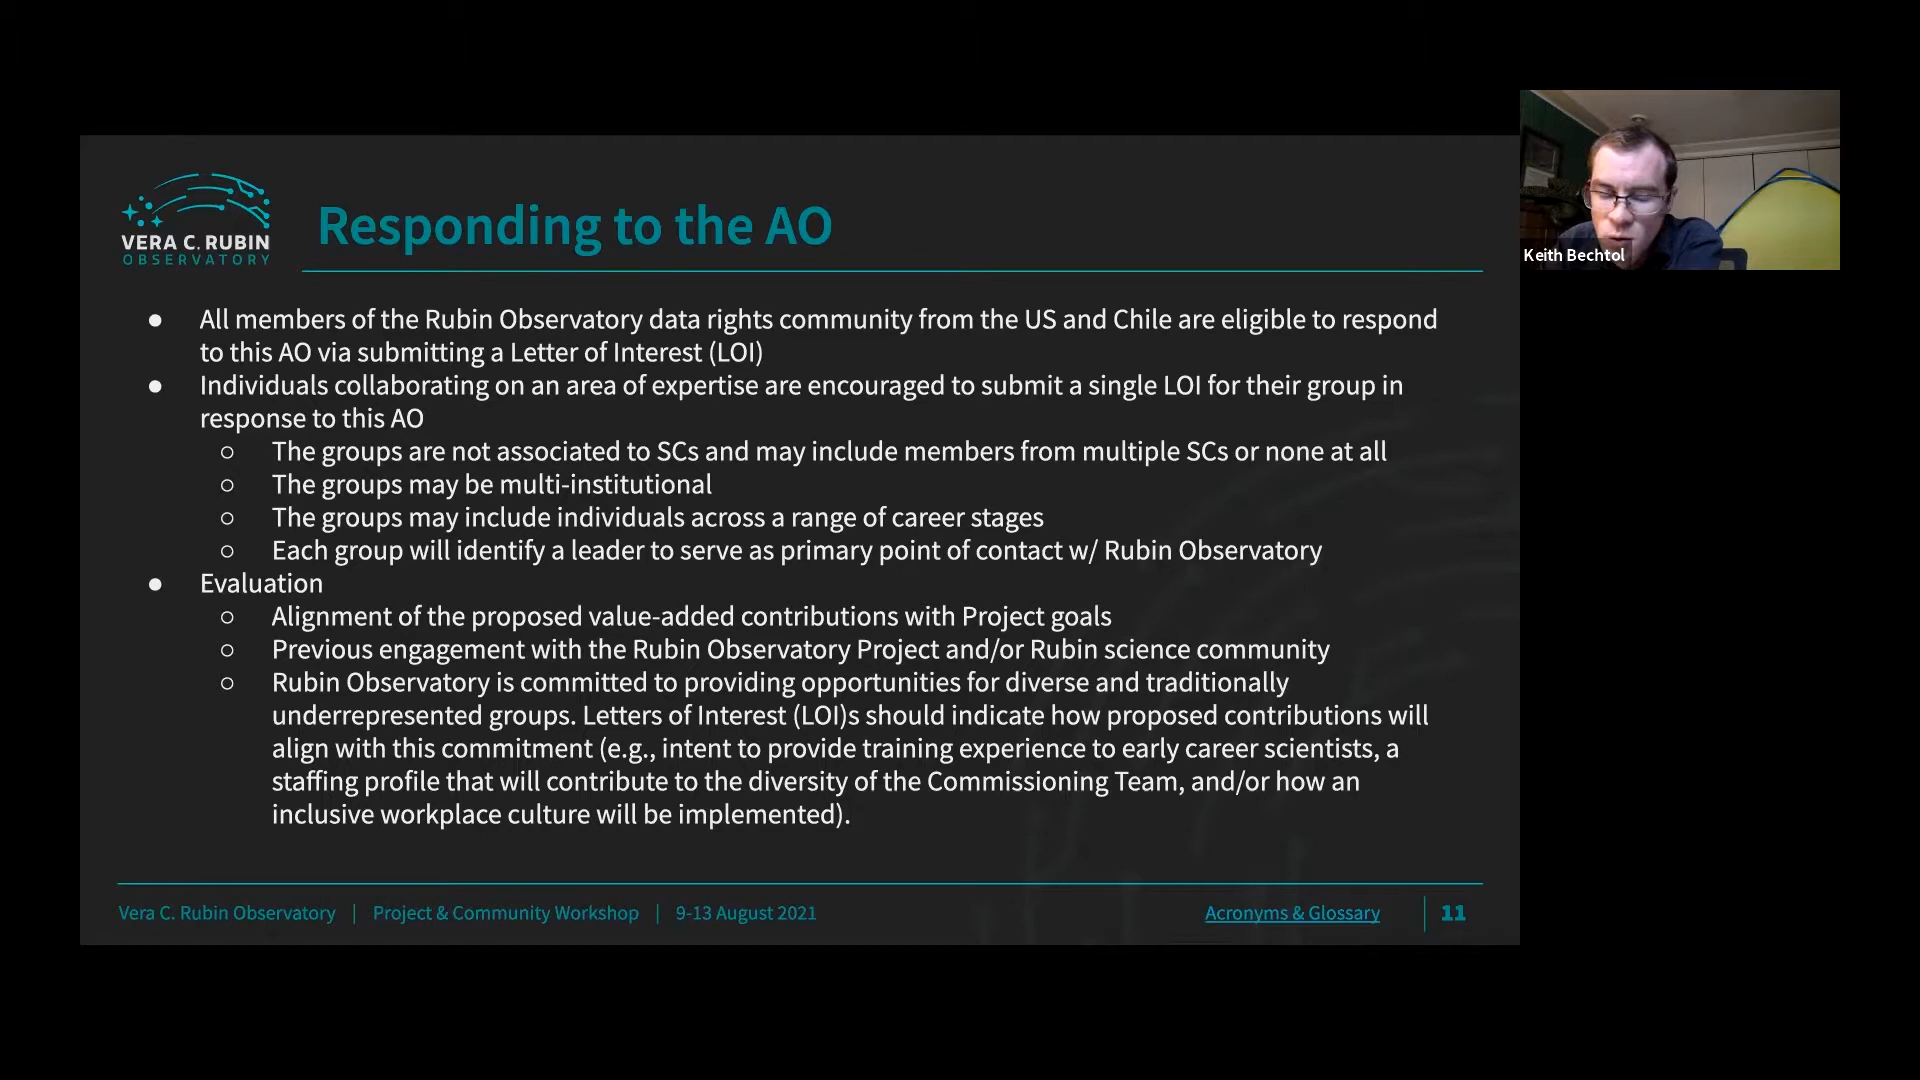 VERA C. RUBIN
OBSERVATORY
Responding to the AO
Keith Bechtol
● All members of the Rubin Observatory data rights community from the US and Chile are eligible to respond
to this AO via submitting a Letter of Interest (LOI)
● Individuals collaborating on an area of expertise are encouraged to submit a single LOI for their group in
response to this AO
○ The groups are not associated to SCs and may include members from multiple SCs or none at all
○ The groups may be multi-institutional
○ The groups may include individuals across a range of career stages
○ Each group will identify a leader to serve as primary point of contact w/ Rubin Observatory
● Evaluation
○ Alignment of the proposed value-added contributions with Project goals
○ Previous engagement with the Rubin Observatory Project and/or Rubin science community
○ Rubin Observatory is committed to providing opportunities for diverse and traditionally
underrepresented groups. Letters of Interest (LOI)s should indicate how proposed contributions will
align with this commitment (e.g., intent to provide training experience to early career scientists, a
staffing profile that will contribute to the diversity of the Commissioning Team, and/or how an
inclusive workplace culture will be implemented).
Vera C. Rubin Observatory | Project & Community Workshop | 9-13 August 2021
Acronyms & Glossary | 11